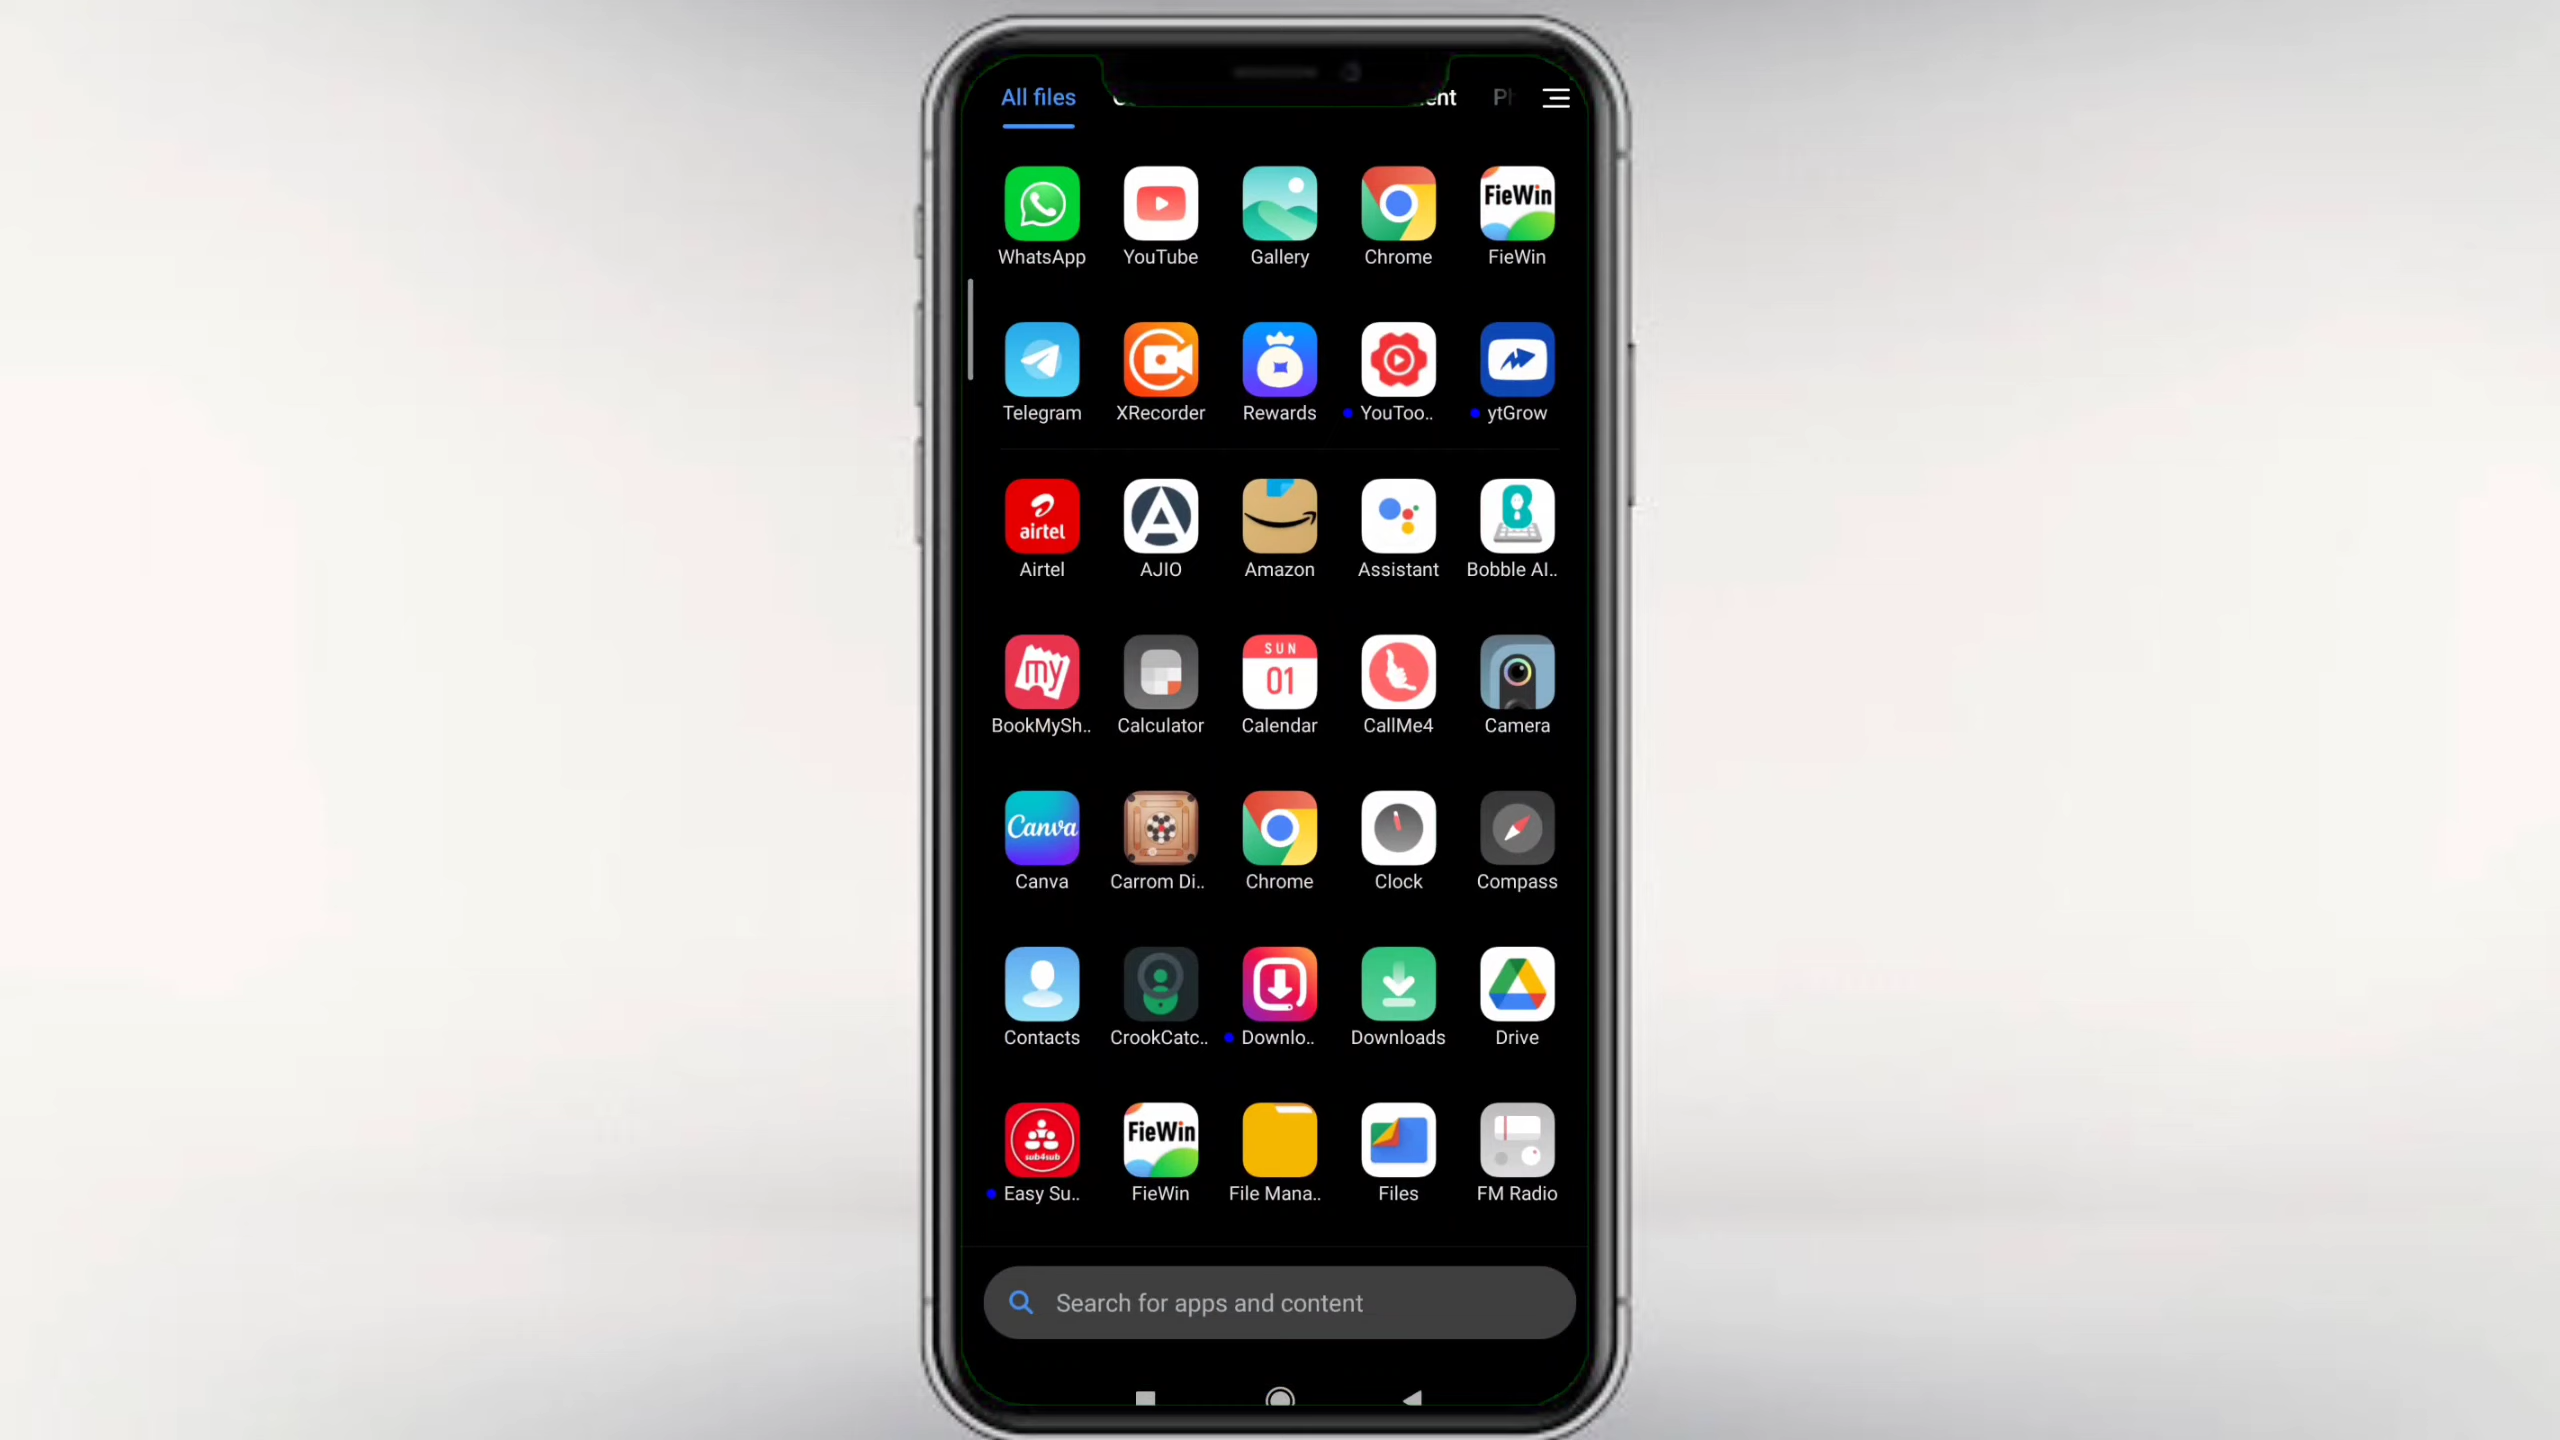 All files
WhatsApp YouTube Gallery Chrome FieWin
FieWin
Telegram XRecorder Rewards YouToo.. ytGrow
airtel
Airtel AJIO Amazon Assistant Bobble AI..
my SUN 01
BookMySh.. Calculator Calendar CallMe4 Camera
Canva
Canva Carrom Di.. Chrome Clock Compass
Contacts CrookCatc.. Downlo.. Downloads Drive
sub4sub FieWin
Easy Su.. FieWin File Mana.. Files FM Radio
Search for apps and content